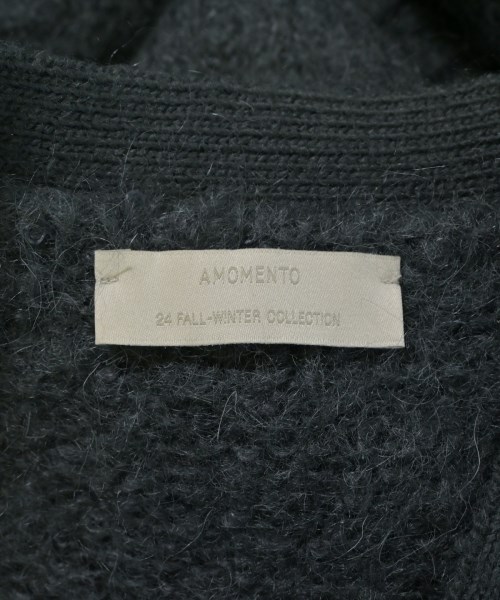 AMOMENTO
24 FALL-WINTER COLLECTION